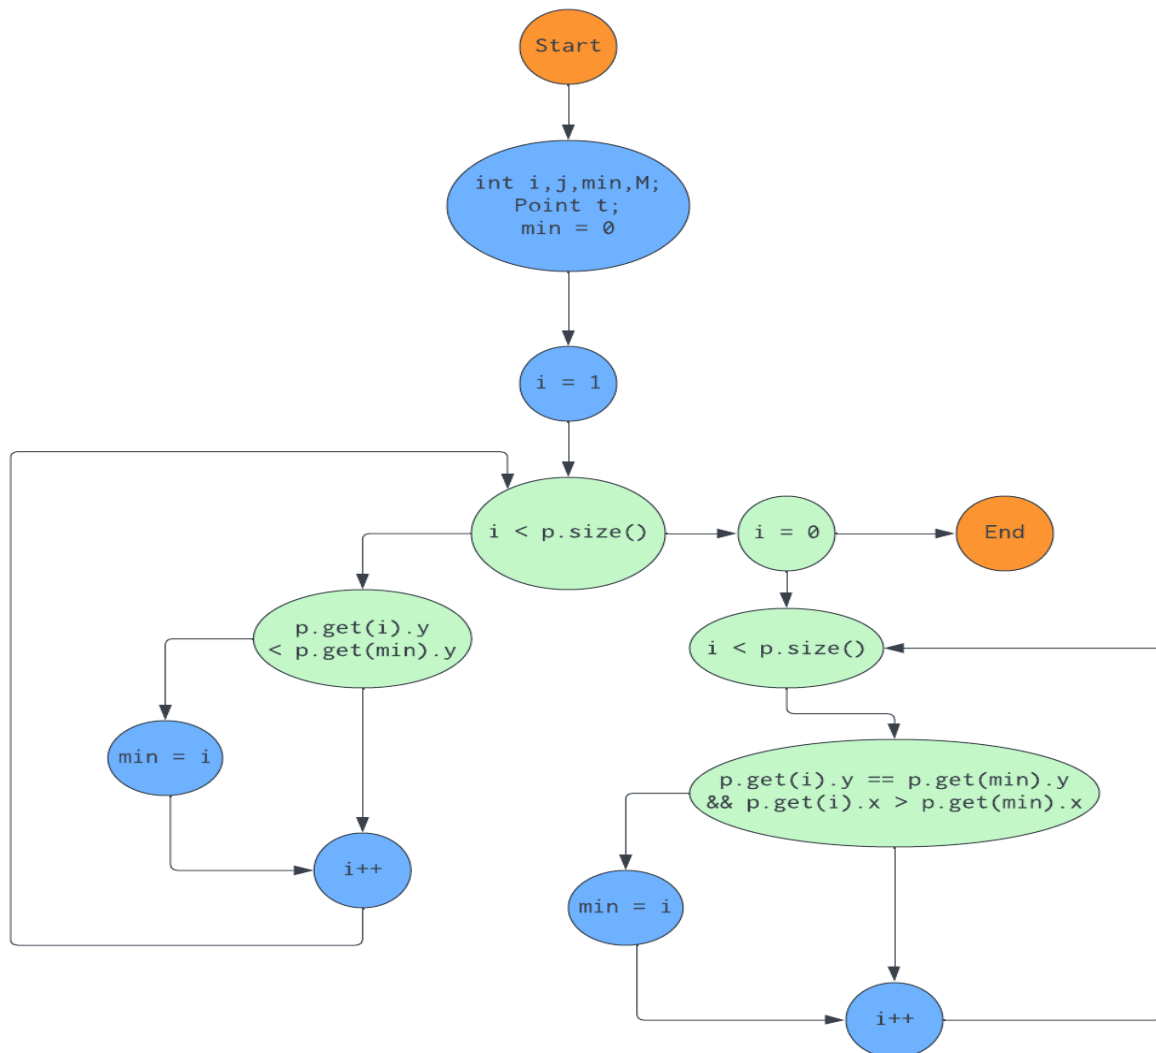 Start
int i,j,min,M;
Point t;
min = 0
i = 1
i < p.size()
i = 0
End
p.get(i).y
< p.get(min).y
i < p.size()
min = i
p.get(i).y == p.get(min).y
&& p.get(i).x > p.get(min).x
i++
min = i
i++